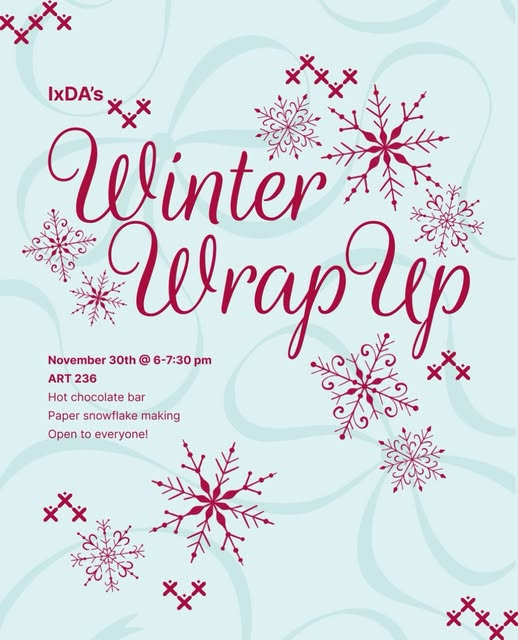 IxDA's
Winter
Wrap Up
November 30th @ 6-7:30 pm
ART 236
Hot chocolate bar
Paper snowflake making
Open to everyone!